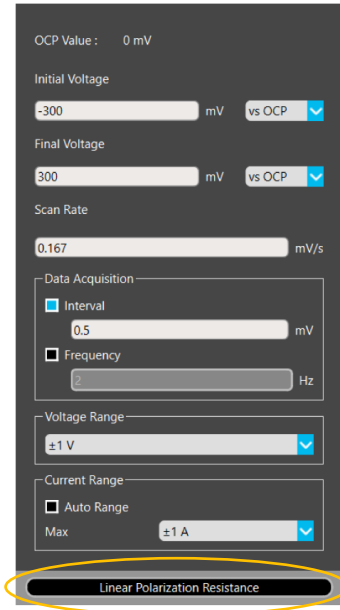 OCP Value : 0 mV
Initial Voltage
-300 mV vs OCP
Final Voltage
300 mV vs OCP
Scan Rate
0.167 mV/s
Data Acquisition
Interval
0.5 mV
Frequency
2 Hz
Voltage Range
±1 V
Current Range
Auto Range
Max ±1 A
Linear Polarization Resistance